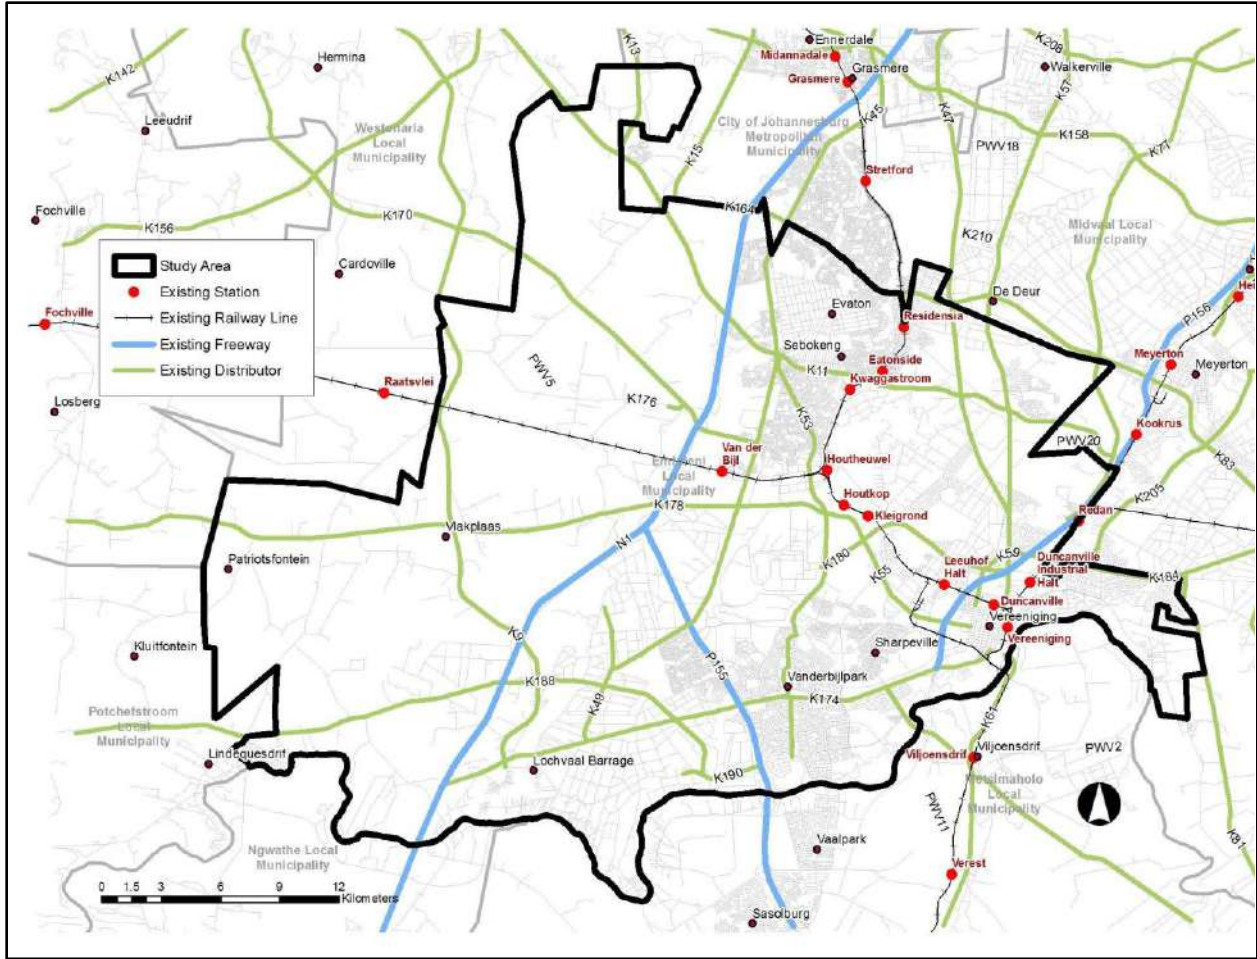 Ennerdale
K13
K208
Hermina
Midannadale
K142
Grasmere
Walkerville
Grasmere
K57
Leeudrif
Westonaria
Local
Municipality
City of Johannesburg
Metropolitan
Municipality
K45
K47
K158
K71
K15
PWV18
Stretford
Fochville
K156
K170
K164
Midvaal Local
Municipality
K210
Study Area
Cardoville
Existing Station
De Deur
Fochville
Evaton
Existing Railway Line
Residensia
P156
Existing Freeway
Sebokeng
Meyerton
Existing Distributor
PWV5
Eatonside
K11
Meyerton
Raatsvlei
Kwaggastroom
K176
Losberg
K53
Kookrus
PWV20
Van der
Bijl
Emfuleni
Local
Municipality
Houtheuwel
K83
K205
K178
Houtkop
Kleigrond
Redan
Vlakplaas
N1
Patriotsfontein
K180
K55
K59
Leeuhof
Halt
Duncanville
Industrial
Halt
K184
Duncanville
Vereeniging
Vereeniging
K9
Kluitfontein
Sharpeville
P155
K188
Vanderbijlpark
K174
K49
K61
Potchefstroom
Local
Municipality
Lindequesdrif
Lochvaal Barrage
K190
Viljoensdrif
Viljoensdrif
PWV2
Metsimaholo
Local
Municipality
PWV11
Ngwathe Local
Municipality
Vaalpark
K81
Verest
0 1.5 3 6 9 12
Kilometers
Sasolburg